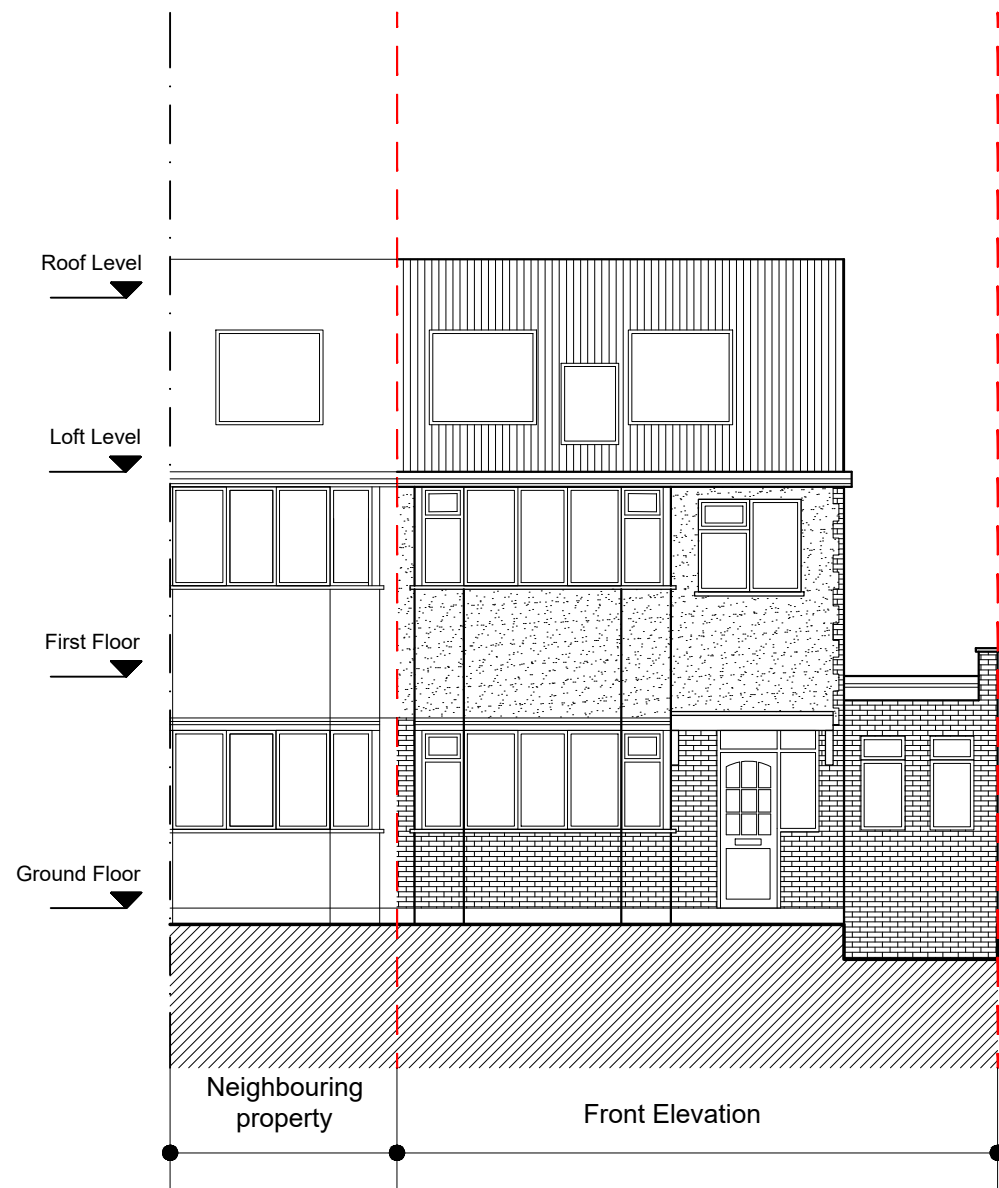 Roof Level
Loft Level
First Floor
Ground Floor
Neighbouring
property
Front Elevation